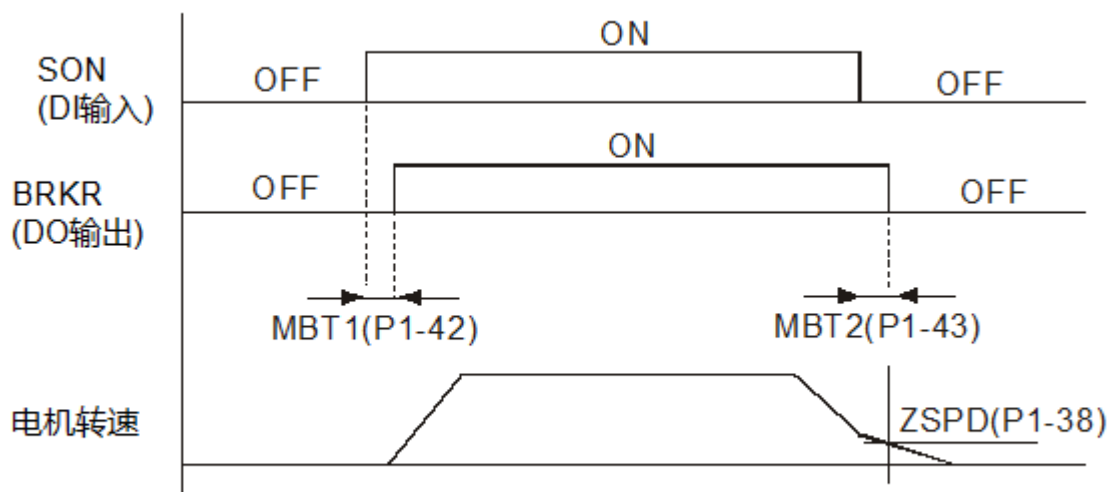 ON
SON
OFF
OFF
(DI输入)
ON
BRKR
OFF
OFF
(DO输出)
MBT1(P1-42)
MBT2(P1-43)
电机转速
ZSPD(P1-38)